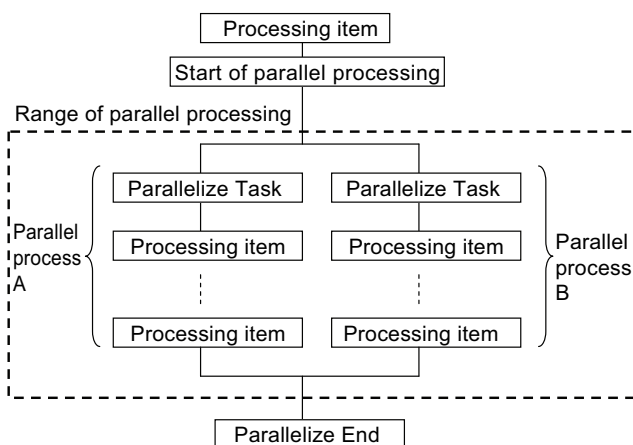 Processing item
Start of parallel processing
Range of parallel processing
Parallelize Task
Parallelize Task
Parallel
process
A
Processing item
Processing item
Parallel
process
B
Processing item
Processing item
Parallelize End